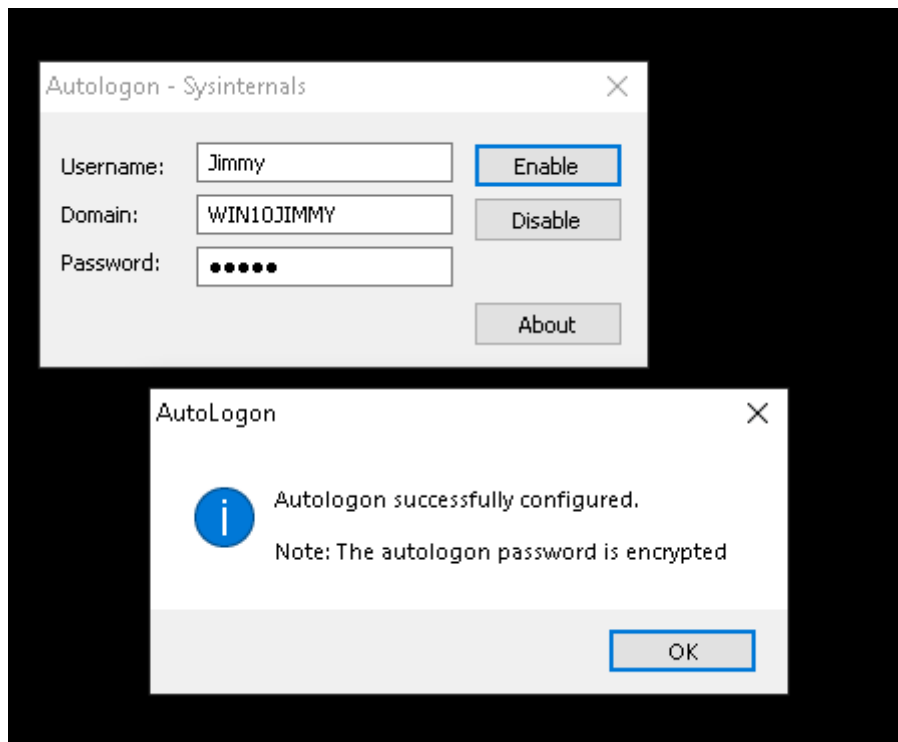 Autologon - Sysinternals
Username:
Jimmy
Enable
Domain:
WIN10JIMMY
Disable
Password:
●●●●●
About
AutoLogon
Autologon successfully configured.
Note: The autologon password is encrypted
OK